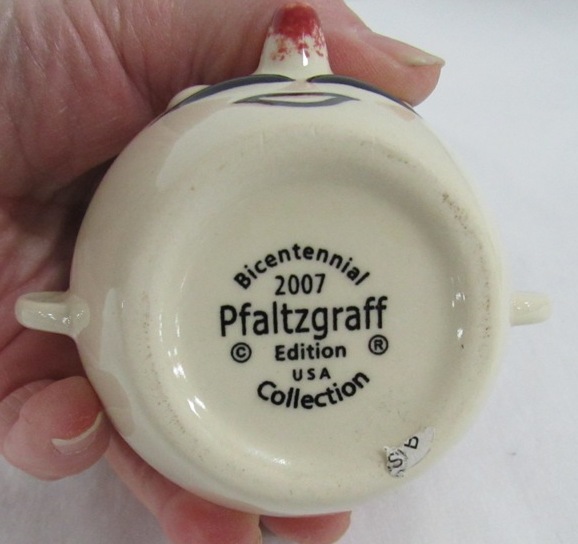 Bicentennial
2007
Pfaltzgraff
© Edition ®
USA
Collection